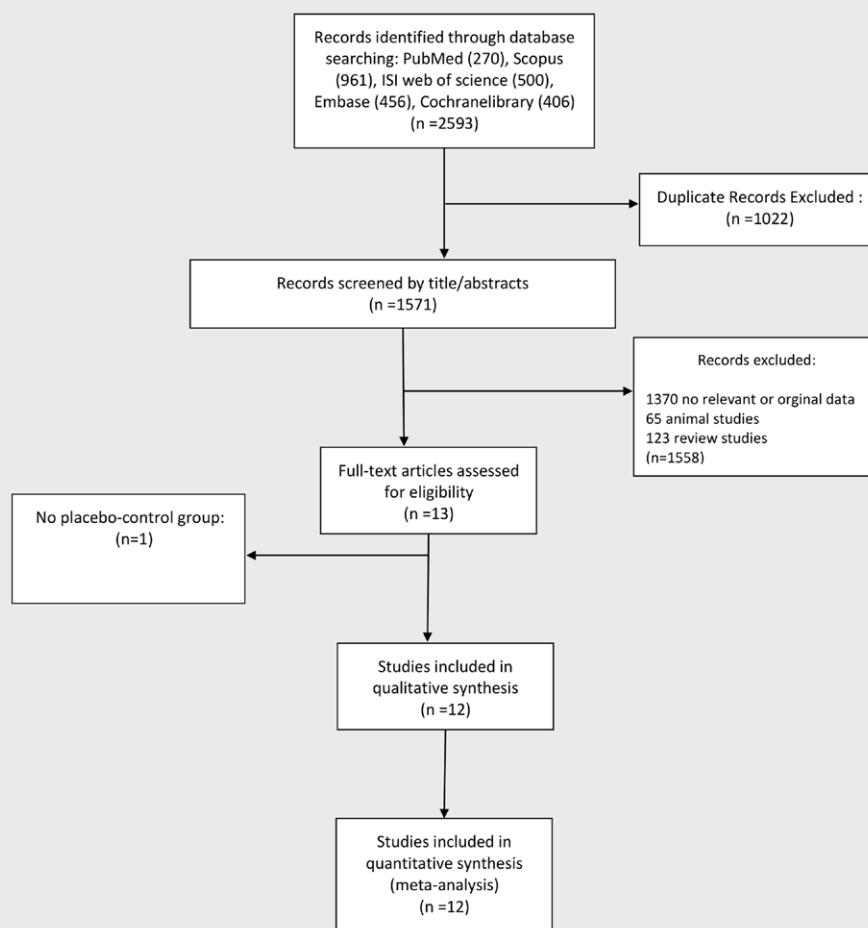 Records identified through database
searching: PubMed (270), Scopus
(961), ISI web of science (500),
Embase (456), Cochranelibrary (406)
(n =2593)
Duplicate Records Excluded :
(n =1022)
Records screened by title/abstracts
(n =1571)
Records excluded:
1370 no relevant or orginal data
65 animal studies
123 review studies
(n=1558)
Full-text articles assessed
for eligibility
(n =13)
No placebo-control group:
(n=1)
Studies included in
qualitative synthesis
(n =12)
Studies included in
quantitative synthesis
(meta-analysis)
(n =12)